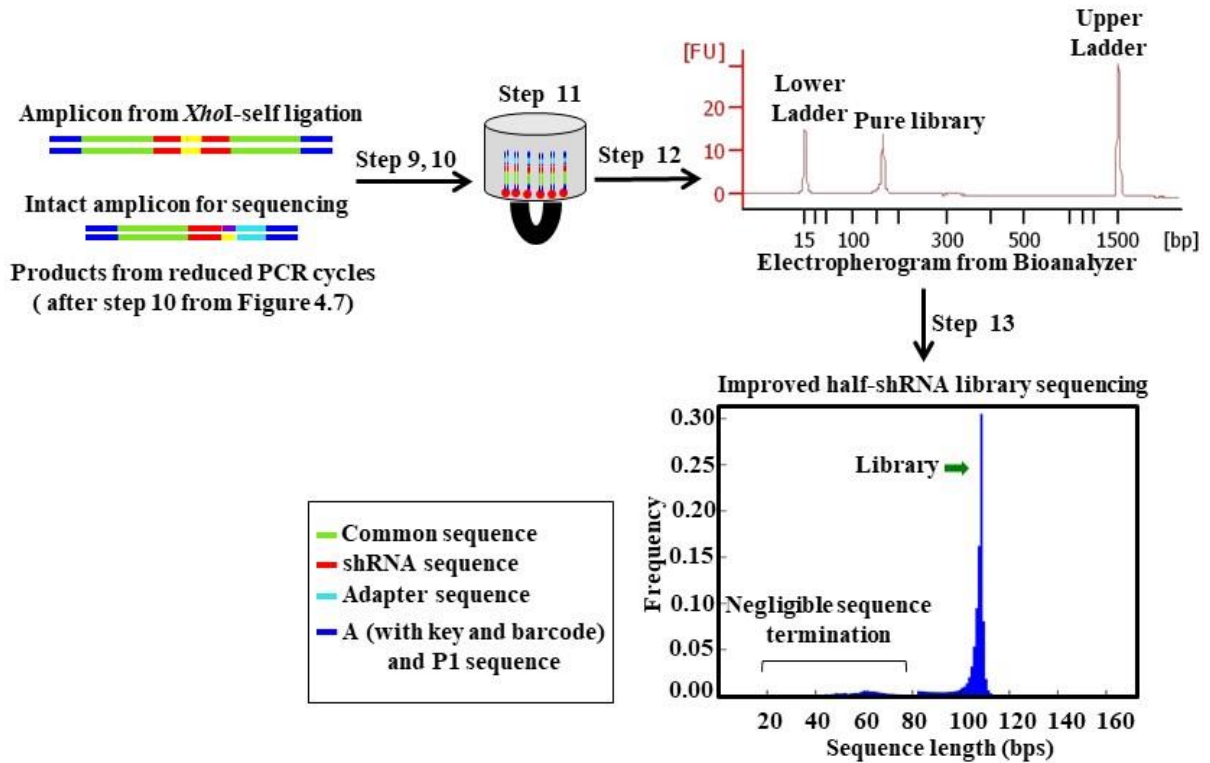 Amplicon from XhoI-self ligation
Intact amplicon for sequencing
Products from reduced PCR cycles
( after step 10 from Figure 4.7)
Step 9, 10
Step 11
Step 12
[FU]
20
10
0
Lower
Ladder
Pure library
Upper
Ladder
15 100 300 500 1500 [bp]
Electropherogram from Bioanalyzer
Step 13
Improved half-shRNA library sequencing
Frequency
0.30
0.25
0.20
0.15
0.10
0.05
0.00
Library
Negligible sequence
termination
20 40 60 80 100 120 140 160
Sequence length (bps)
Common sequence
shRNA sequence
Adapter sequence
A (with key and barcode)
and P1 sequence